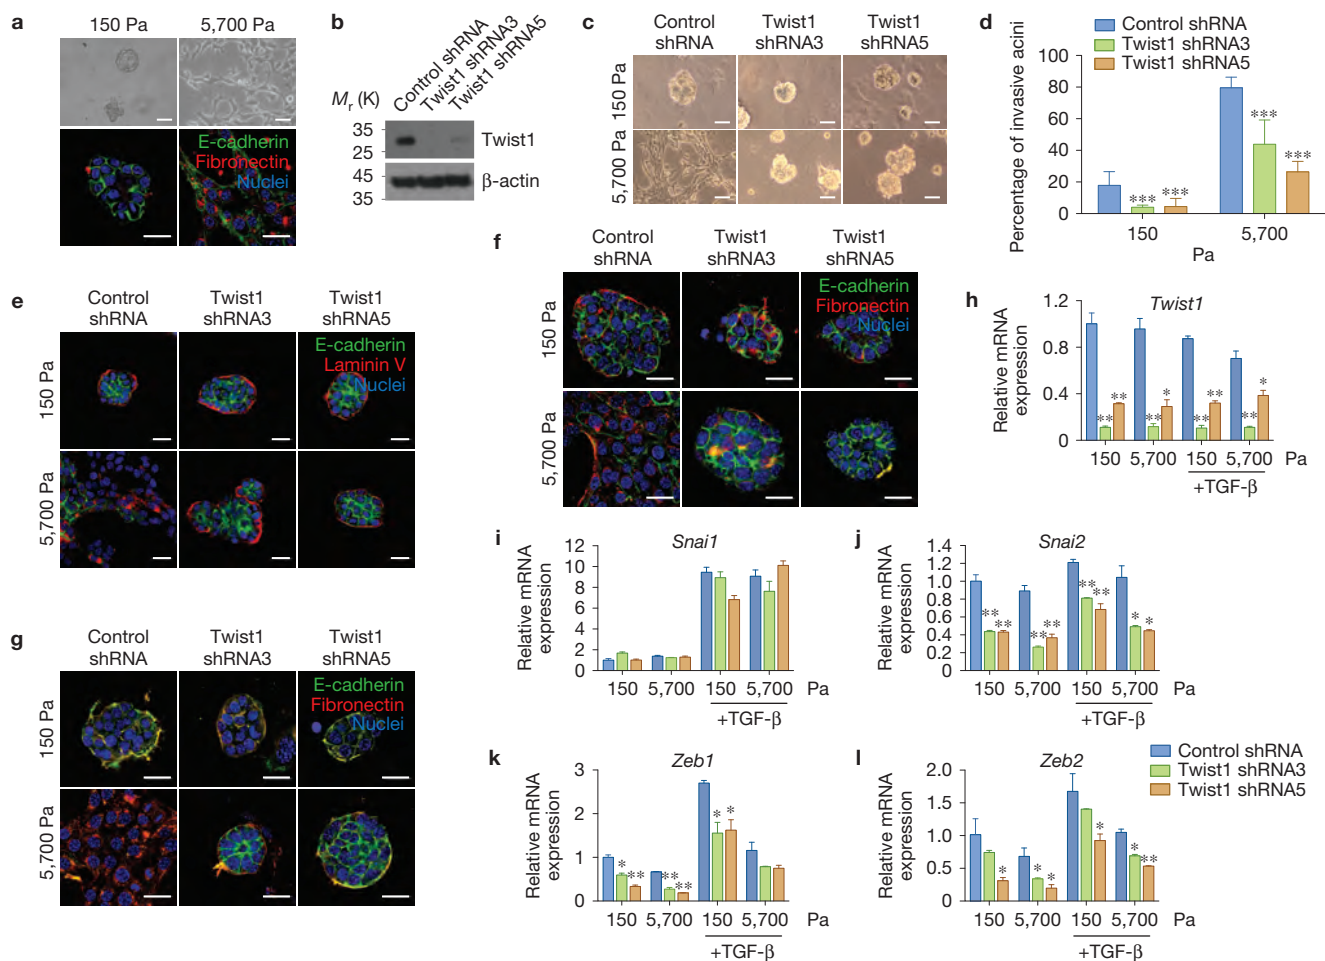 a
150 Pa
5,700 Pa
E-cadherin
Fibronectin
Nuclei
b
Control shRNA
Twist1 shRNA3
Twist1 shRNA5
Mr (K)
35
25
Twist1
45
35
β-actin
c
Control shRNA
Twist1 shRNA3
Twist1 shRNA5
150 Pa
5,700 Pa
d
Control shRNA
Twist1 shRNA3
Twist1 shRNA5
Percentage of invasive acini
100
80
60
40
20
0
***
***
***
***
150
5,700
Pa
e
Control shRNA
Twist1 shRNA3
Twist1 shRNA5
150 Pa
5,700 Pa
E-cadherin
Laminin V
Nuclei
f
Control shRNA
Twist1 shRNA3
Twist1 shRNA5
150 Pa
5,700 Pa
E-cadherin
Fibronectin
Nuclei
g
Control shRNA
Twist1 shRNA3
Twist1 shRNA5
150 Pa
5,700 Pa
E-cadherin
Fibronectin
Nuclei
h
Twist1
Relative mRNA expression
1.2
0.8
0.4
0
**
**
**
*
**
**
**
*
150
5,700
150
5,700
Pa
+TGF-β
i
Snai1
Relative mRNA expression
12
10
8
6
4
2
0
150
5,700
150
5,700
Pa
+TGF-β
j
Snai2
Relative mRNA expression
1.4
1.2
1.0
0.8
0.6
0.4
0.2
0
**
**
**
**
**
**
*
*
150
5,700
150
5,700
Pa
+TGF-β
k
Zeb1
Relative mRNA expression
3
2
1
0
*
**
**
**
*
*
150
5,700
150
5,700
Pa
+TGF-β
l
Zeb2
Relative mRNA expression
2.0
1.5
1.0
0.5
0
*
*
*
*
*
**
150
5,700
150
5,700
Pa
+TGF-β
Control shRNA
Twist1 shRNA3
Twist1 shRNA5